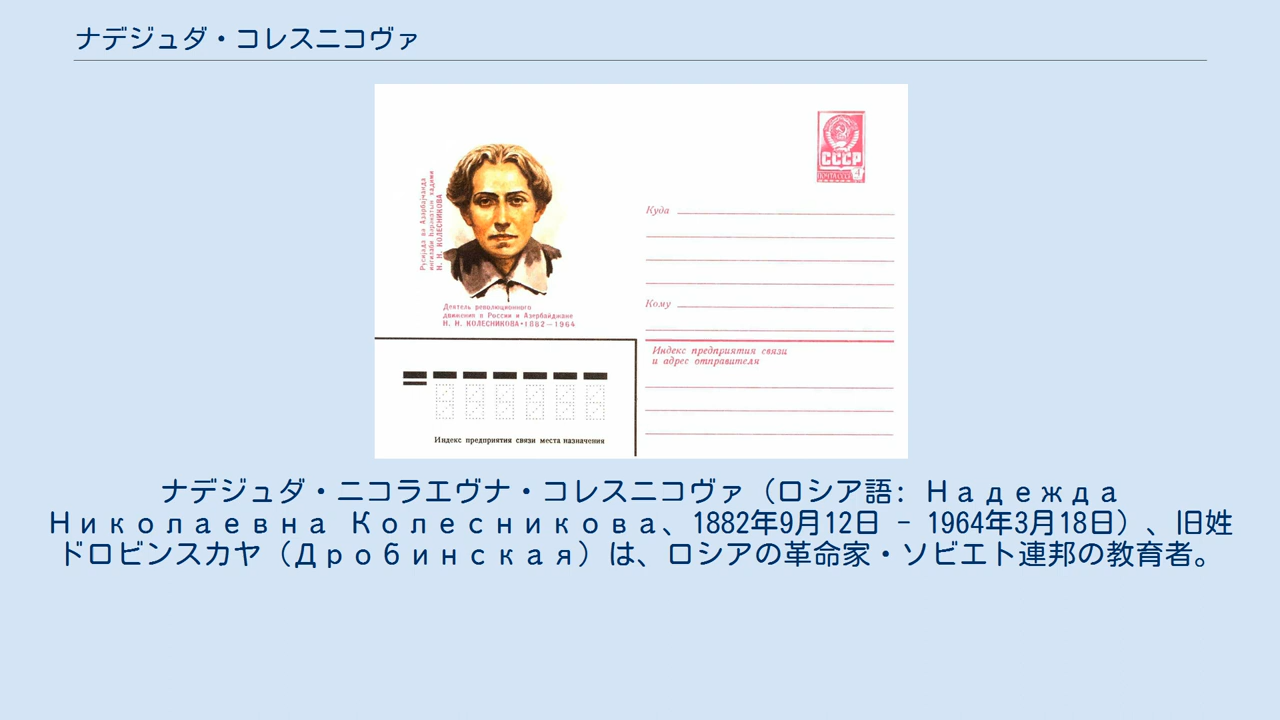 ナデジュダ・コレスニコヴァ
СССР
ПОЧТА СССР
4
Н. Н. КОЛЕСНИКОВА
Деятель революционного
движения в России и Азербайджане
Н. Н. КОЛЕСНИКОВА • 1882 — 1964
Куда
Кому
Индекс предприятия связи
и адрес отправителя
Индекс предприятия связи места назначения
ナデジュダ・ニコラエヴナ・コレスニコヴァ（ロシア語: Надежда
Николаевна Колесникова、1882年9月12日 - 1964年3月18日）、旧姓
ドロビンスカヤ（Дробинская）は、ロシアの革命家・ソビエト連邦の教育者。